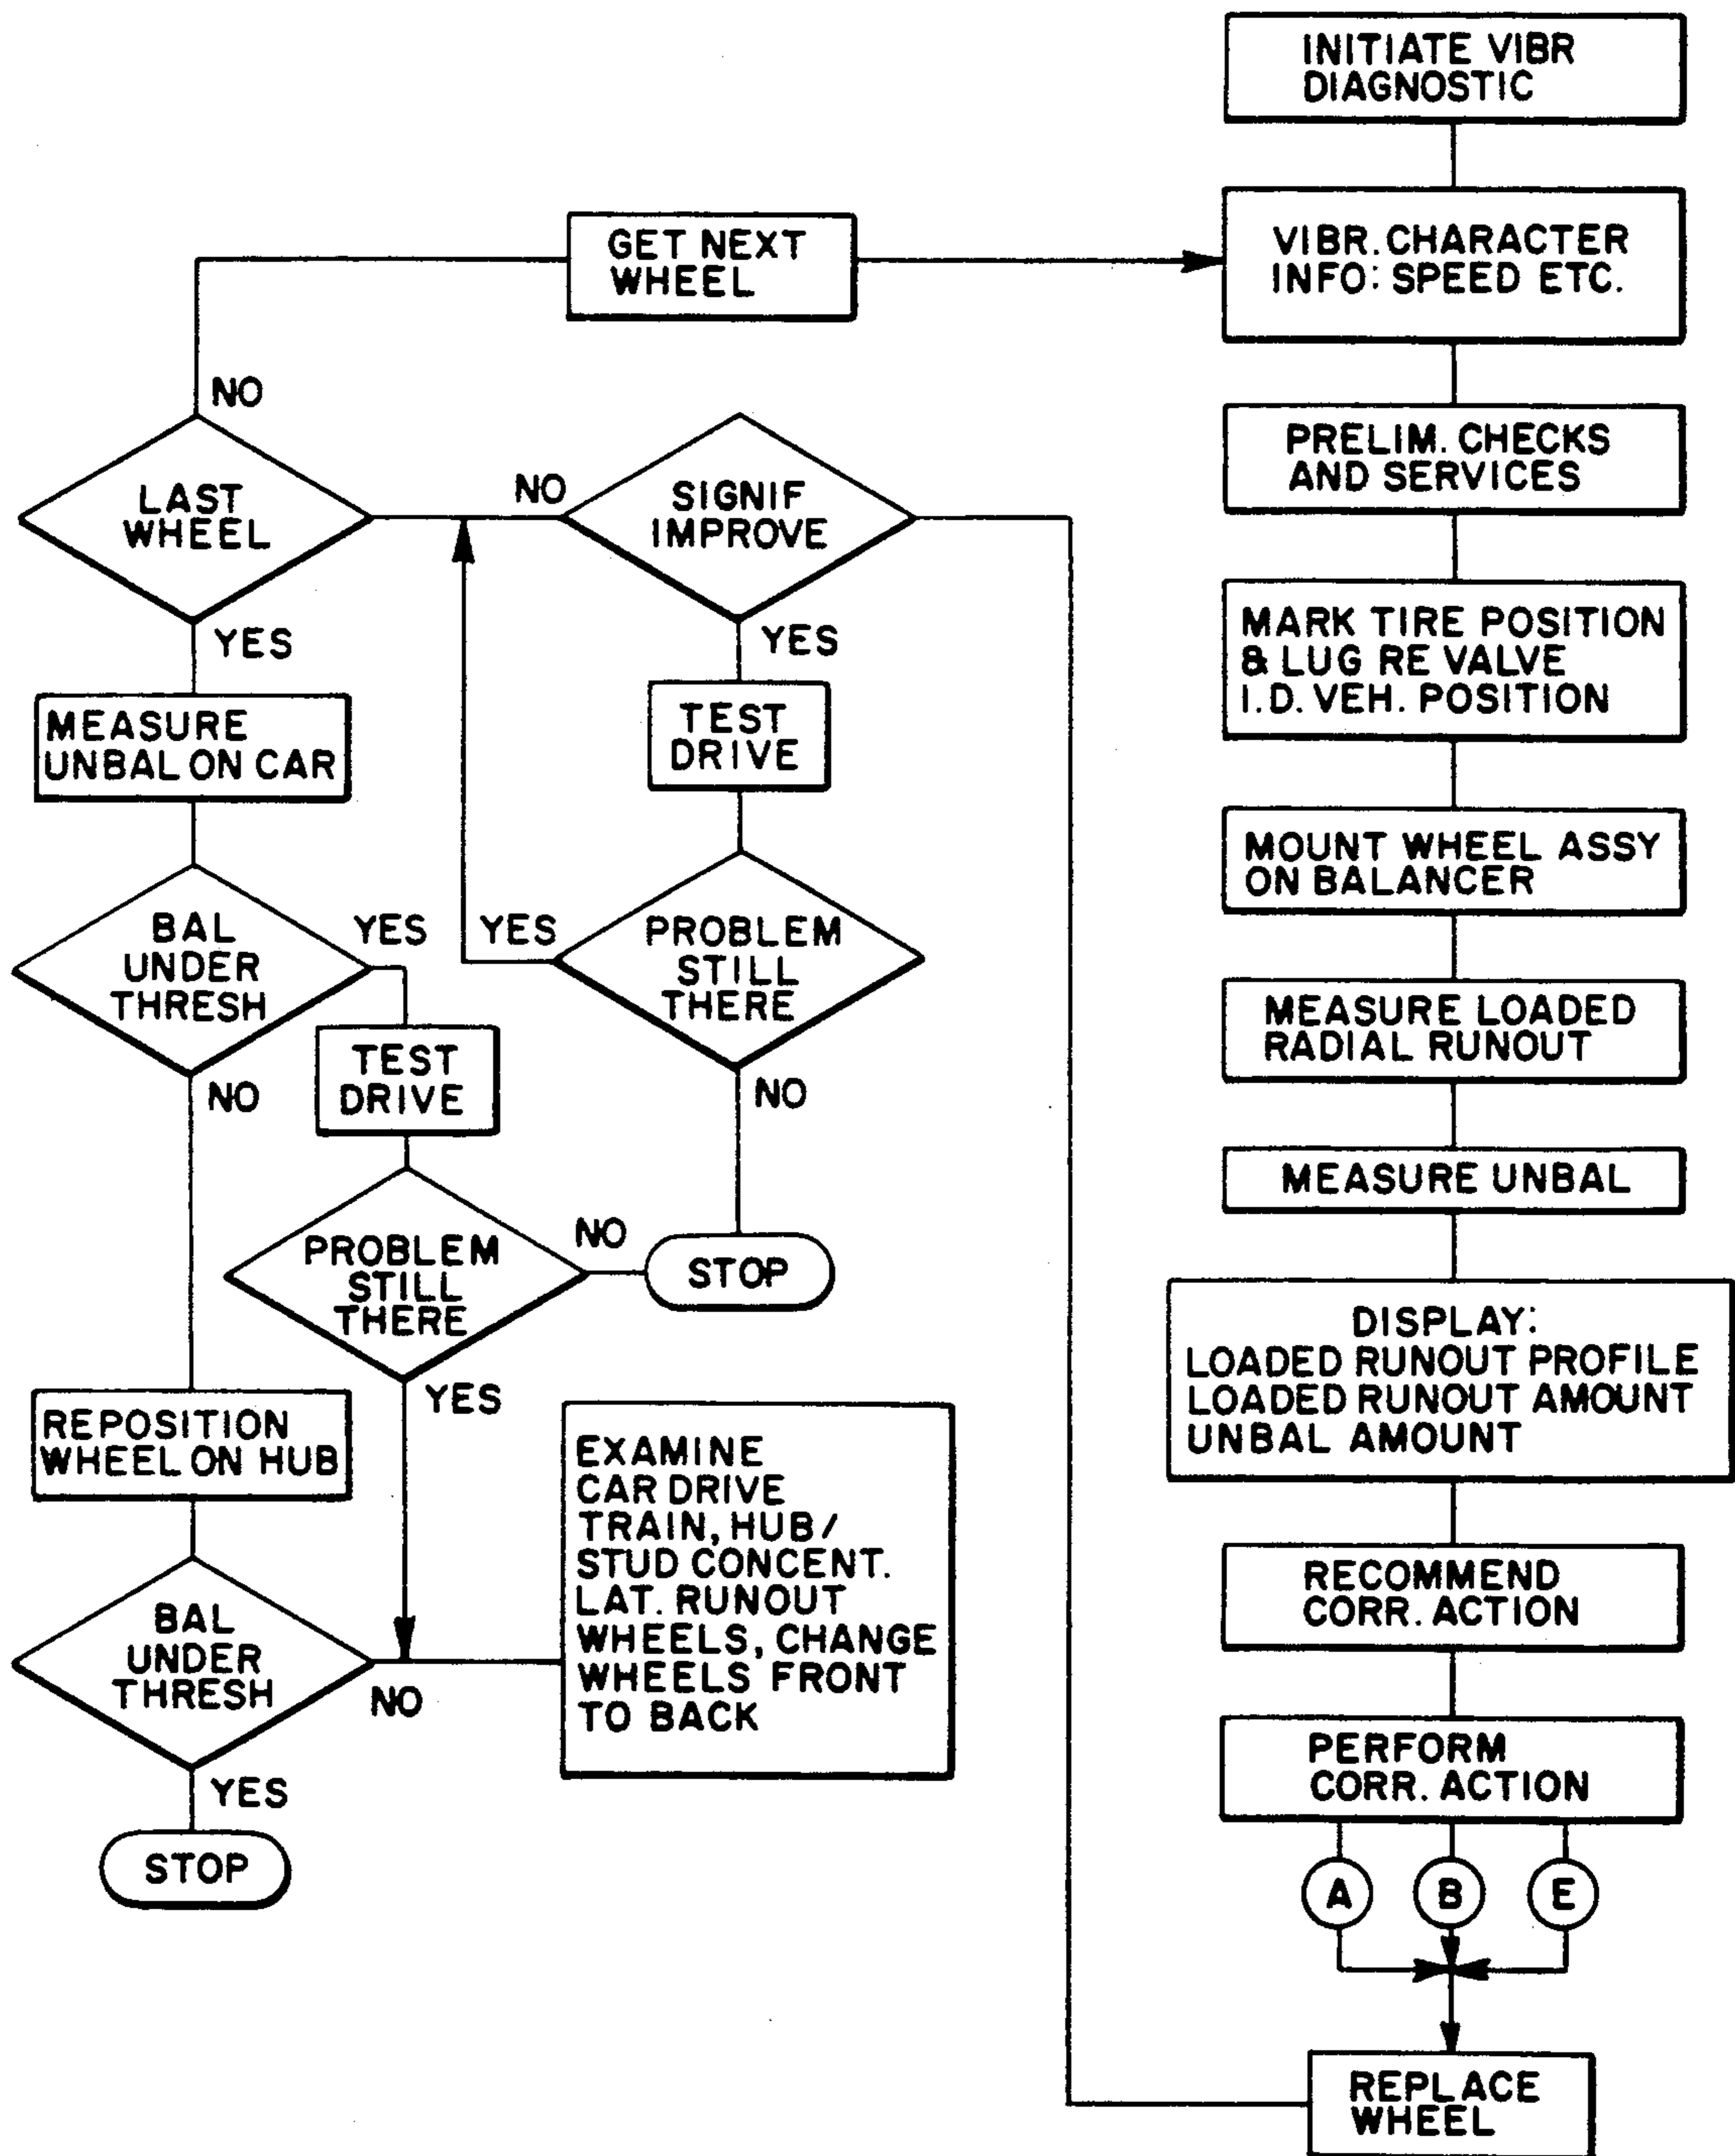 INITIATE VIBR
DIAGNOSTIC
GET NEXT
WHEEL
VIBR. CHARACTER
INFO: SPEED ETC.
NO
LAST
WHEEL
NO
SIGNIF
IMPROVE
PRELIM. CHECKS
AND SERVICES
YES
YES
MARK TIRE POSITION
& LUG RE VALVE
I.D. VEH. POSITION
MEASURE
UNBAL ON CAR
TEST
DRIVE
MOUNT WHEEL ASSY
ON BALANCER
BAL
UNDER
THRESH
YES
YES
PROBLEM
STILL
THERE
MEASURE LOADED
RADIAL RUNOUT
NO
TEST
DRIVE
NO
MEASURE UNBAL
PROBLEM
STILL
THERE
NO
STOP
DISPLAY:
LOADED RUNOUT PROFILE
LOADED RUNOUT AMOUNT
UNBAL AMOUNT
YES
REPOSITION
WHEEL ON HUB
EXAMINE
CAR DRIVE
TRAIN, HUB/
STUD CONCENT.
LAT. RUNOUT
WHEELS, CHANGE
WHEELS FRONT
TO BACK
RECOMMEND
CORR. ACTION
BAL
UNDER
THRESH
NO
PERFORM
CORR. ACTION
YES
STOP
A B E
REPLACE
WHEEL